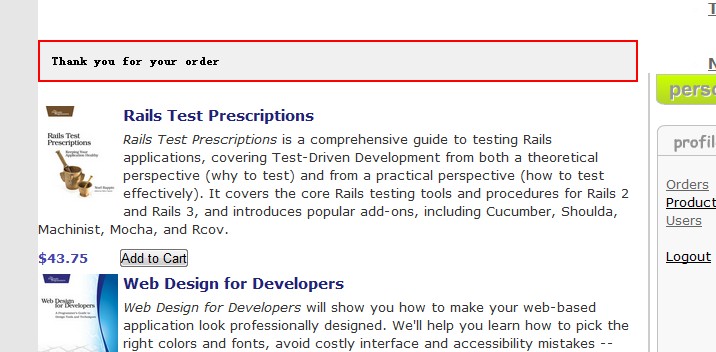 Thank you for your order
Rails Test Prescriptions
Rails Test
Prescriptions
Rails Test Prescriptions is a comprehensive guide to testing Rails
applications, covering Test-Driven Development from both a theoretical
perspective (why to test) and from a practical perspective (how to test
effectively). It covers the core Rails testing tools and procedures for Rails 2
and Rails 3, and introduces popular add-ons, including Cucumber, Shoulda,
Machinist, Mocha, and Rcov.
$43.75 Add to Cart
Web Design for Developers
Web Design
for Developers
Web Design for Developers will show you how to make your web-based
application look professionally designed. We'll help you learn how to pick the
right colors and fonts, avoid costly interface and accessibility mistakes --
perso
profil
Orders
Product
Users
Logout